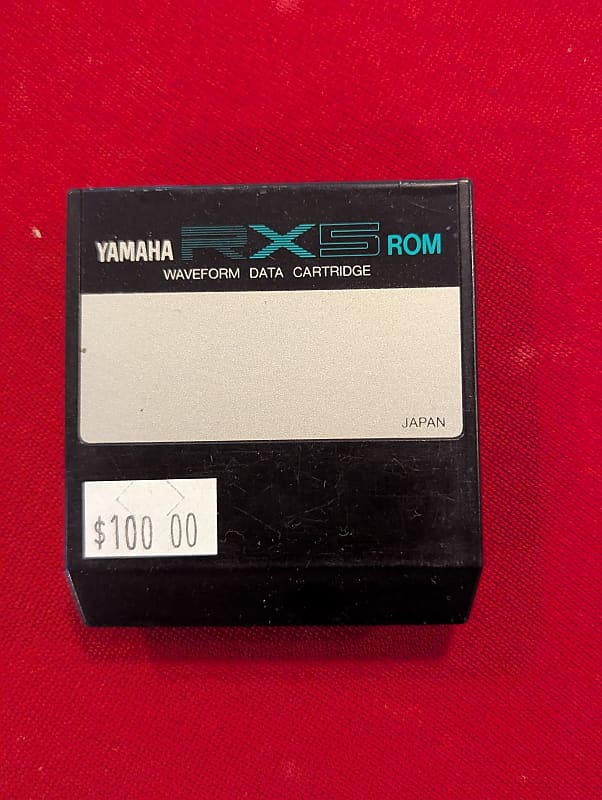 YAMAHA RX5 ROM
WAVEFORM DATA CARTRIDGE
JAPAN
$100 00